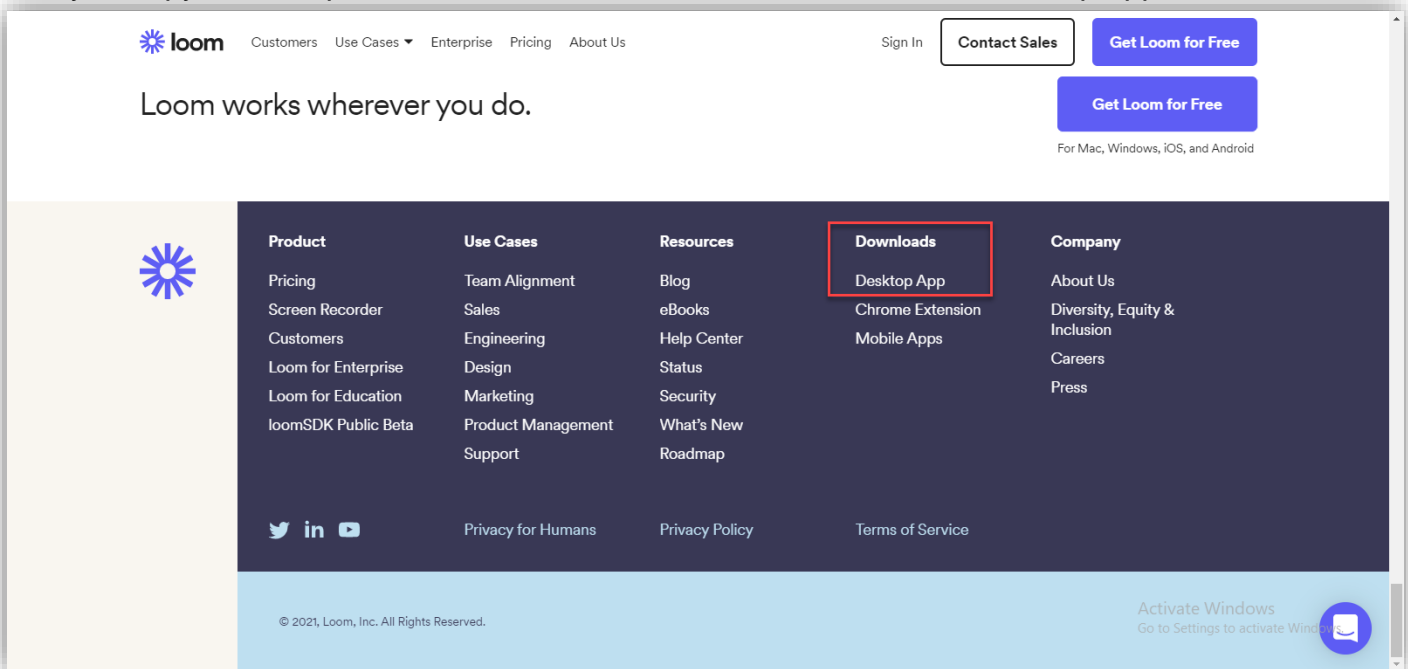 loom Customers Use Cases Enterprise Pricing About Us Sign In Contact Sales Get Loom for Free
Loom works wherever you do.
Get Loom for Free
For Mac, Windows, iOS, and Android
Product
Pricing
Screen Recorder
Customers
Loom for Enterprise
Loom for Education
loomSDK Public Beta
Use Cases
Team Alignment
Sales
Engineering
Design
Marketing
Product Management
Support
Resources
Blog
eBooks
Help Center
Status
Security
What's New
Roadmap
Downloads
Desktop App
Chrome Extension
Mobile Apps
Company
About Us
Diversity, Equity &
Inclusion
Careers
Press
in
Privacy for Humans
Privacy Policy
Terms of Service
© 2021, Loom, Inc. All Rights Reserved.
Activate Windows
Go to Settings to activate Windows.